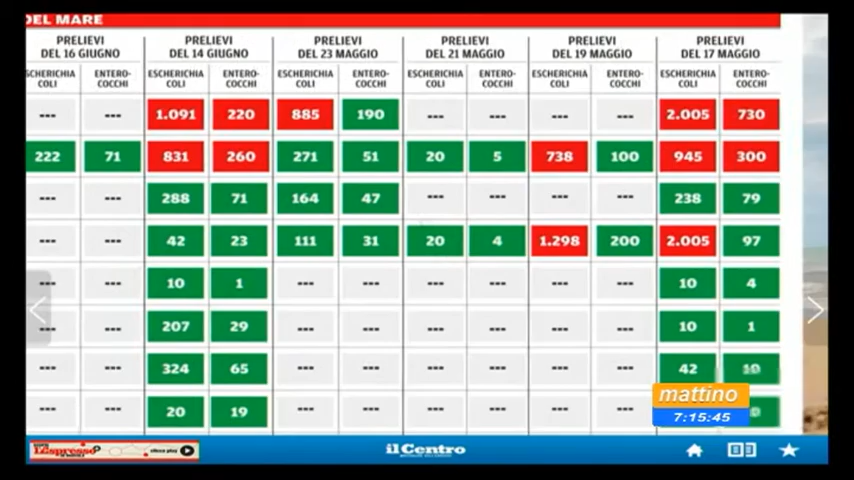 DEL MARE
PRELIEVI DEL 16 GIUGNO PRELIEVI DEL 14 GIUGNO PRELIEVI DEL 23 MAGGIO PRELIEVI DEL 21 MAGGIO PRELIEVI DEL 19 MAGGIO PRELIEVI DEL 17 MAGGIO
ESCHERICHIA COLI ENTERO-COCCHI ESCHERICHIA COLI ENTERO-COCCHI ESCHERICHIA COLI ENTERO-COCCHI ESCHERICHIA COLI ENTERO-COCCHI ESCHERICHIA COLI ENTERO-COCCHI ESCHERICHIA COLI ENTERO-COCCHI
--- --- 1.091 220 885 190 --- --- --- --- 2.005 730
222 71 831 260 271 51 20 5 738 100 945 300
--- --- 288 71 164 47 --- --- --- --- 238 79
--- --- 42 23 111 31 20 4 1.298 200 2.005 97
--- --- 10 1 --- --- --- --- --- --- 10 4
--- --- 207 29 --- --- --- --- --- --- 10 1
--- --- 324 65 --- --- --- --- --- --- 42 10
--- --- 20 19 --- --- --- --- --- ---
mattino
7:15:45
l'Espresso
clicca play
il Centro